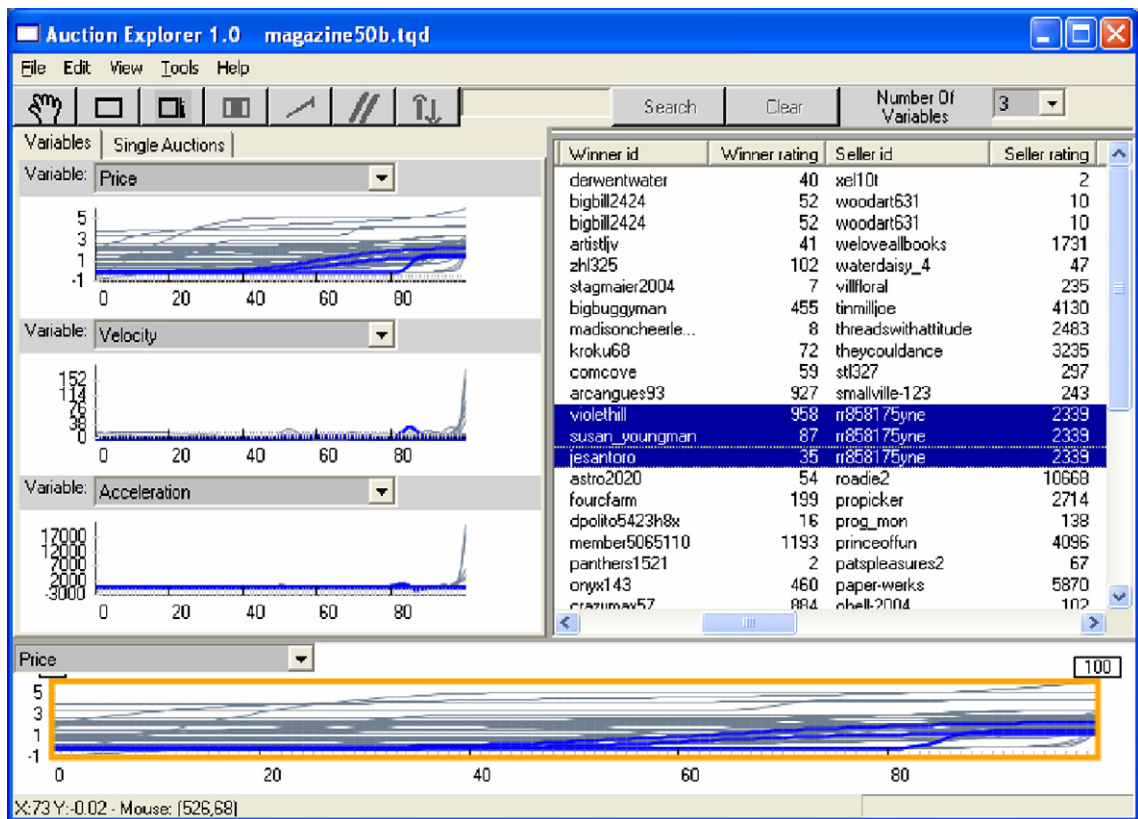 Auction Explorer 1.0 magazine50b.tqd
File Edit View Tools Help
Search Clear Number Of Variables 3
Variables Single Auctions
Variable: Price
5
3
1
-1
0 20 40 60 80
Variable: Velocity
152
114
76
38
0
0 20 40 60 80
Variable: Acceleration
17000
12000
7000
2000
-3000
0 20 40 60 80
Winner id Winner rating Seller id Seller rating
derwentwater 40 xel10t 2
bigbill2424 52 woodart631 10
bigbill2424 52 woodart631 10
artistljv 41 weloveallbooks 1731
zhl325 102 waterdaisy_4 47
stagmaier2004 7 villfloral 235
bigbuggyman 455 tinmilljoe 4130
madisoncheerle... 8 threadswithattitude 2483
kroku68 72 theycouldance 3235
comcove 59 stl327 297
arcangues93 927 smallville-123 243
violethill 958 rr858175yne 2339
susan_youngman 87 rr858175yne 2339
jesantoro 35 rr858175yne 2339
astro2020 54 roadie2 10668
fourcfarm 199 propicker 2714
dpolito5423h8x 16 prog_mon 138
member5065110 1193 princeoffun 4096
panthers1521 2 patspleasures2 67
onyx143 460 paper-werks 5870
crazumax57 884 obell-2004 102
Price
100
5
3
1
-1
0 20 40 60 80
X:73 Y:-0.02 - Mouse: [526,68]